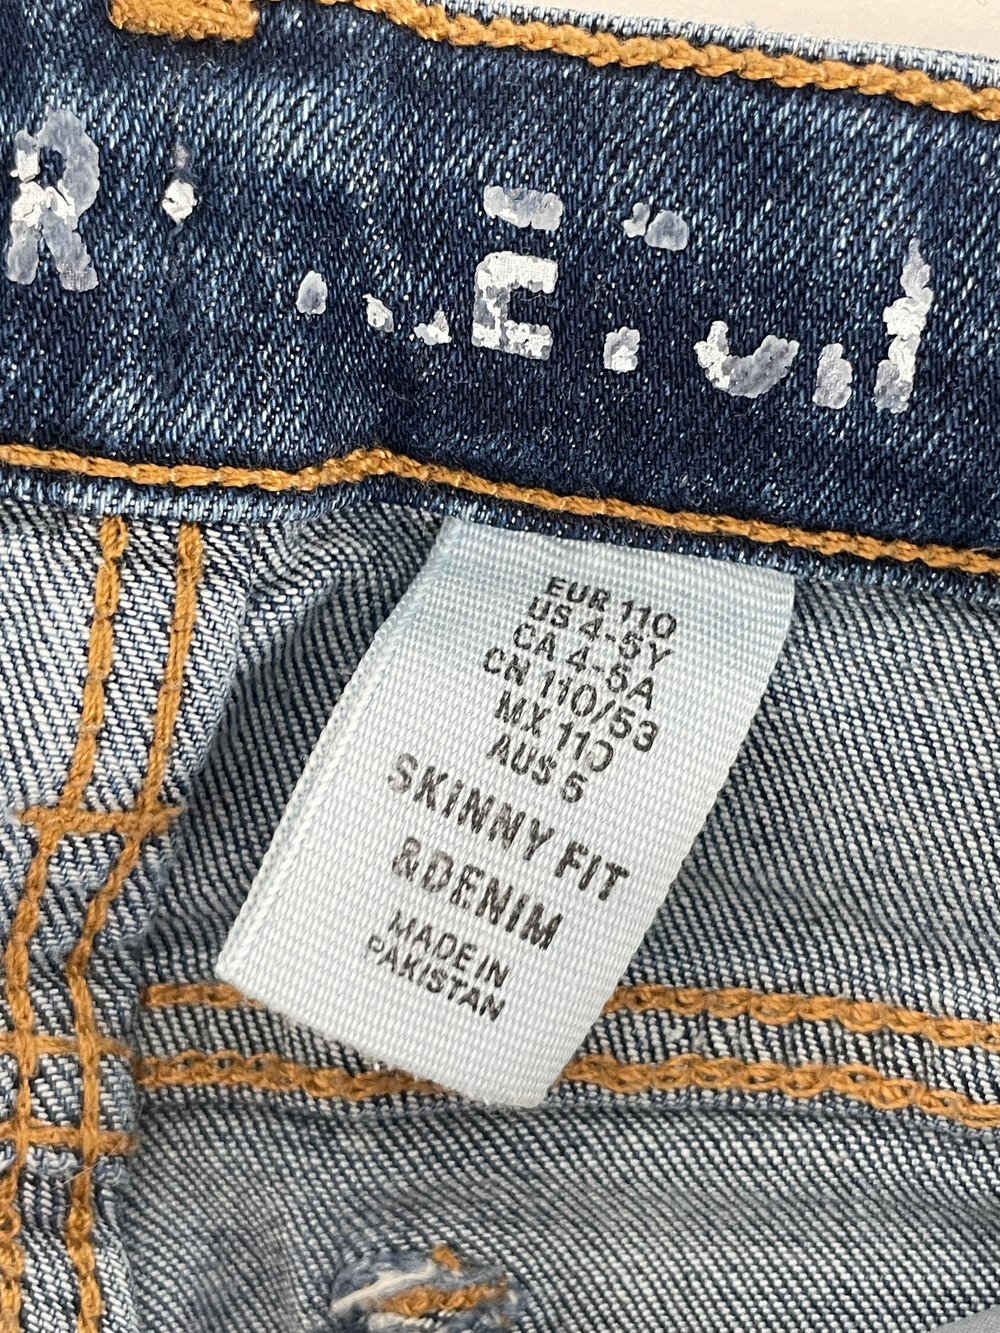 EUR 110
US 4-5Y
CA 4-5A
CN 110/53
MX 110
AUS 5
SKINNY FIT
&DENIM
MADE IN
PAKISTAN